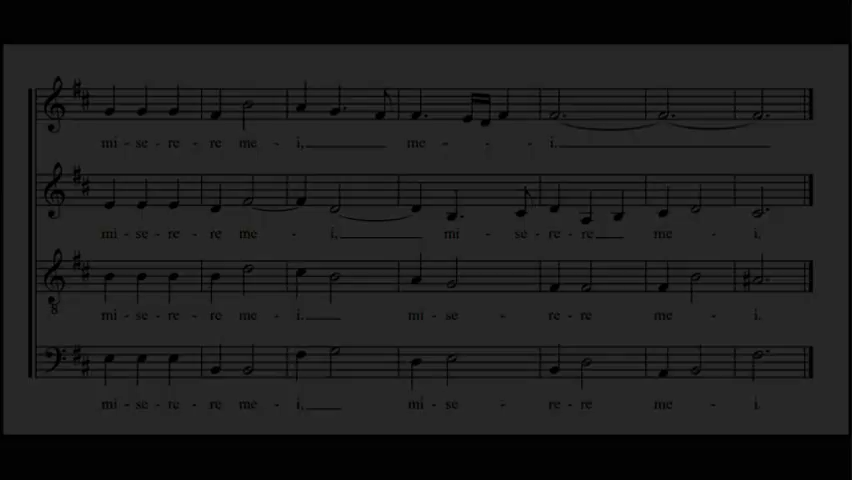 mi - se - re - re me - i, me - - - i.
mi - se - re - re me - i, mi - se - re - re me - i,
8
mi - se - re - re me - i. mi - se - re - re me - i.
mi - se - re - re me - i, mi - se - re - re me - i.